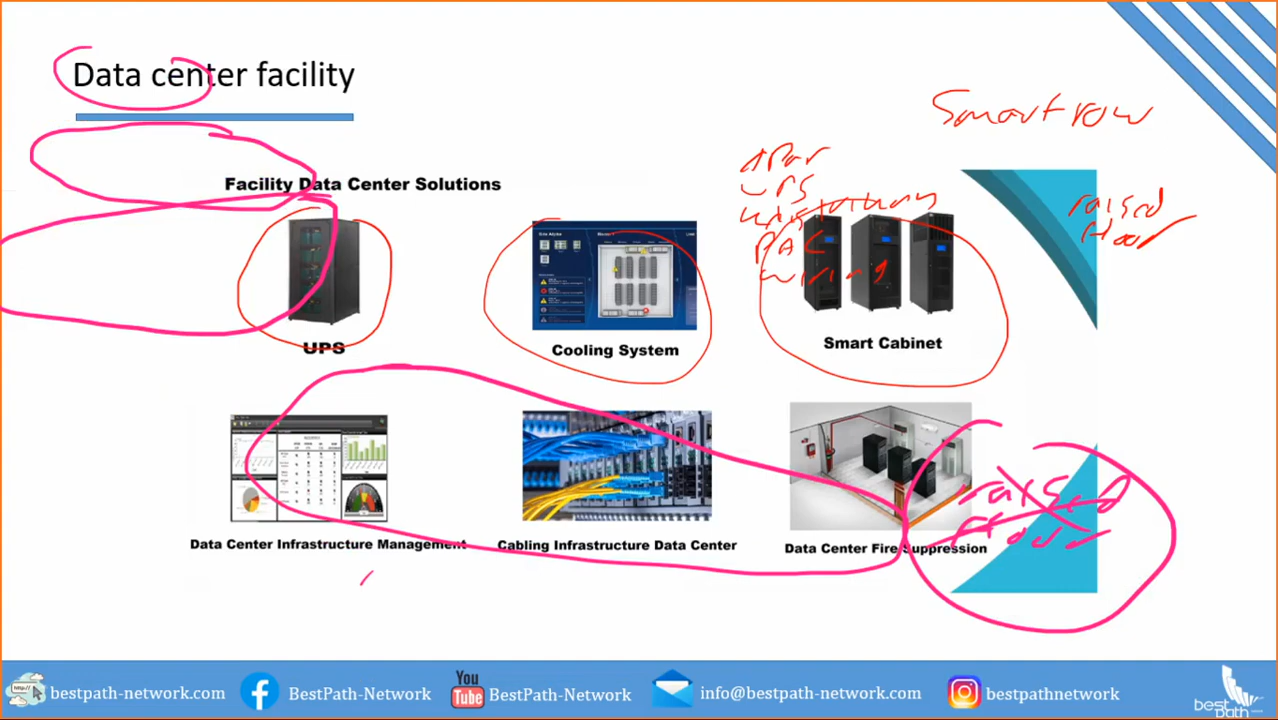 Data center facility
Smart row
Facility Data Center Solutions
UPS
raised
floor
PAC
wiring
UPS
Cooling System
Smart Cabinet
raised
Data Center Infrastructure Management
Cabling Infrastructure Data Center
Data Center Fire Suppression
http://
bestpath-network.com
BestPath-Network
You
Tube
BestPath-Network
info@bestpath-network.com
bestpathnetwork
best
path